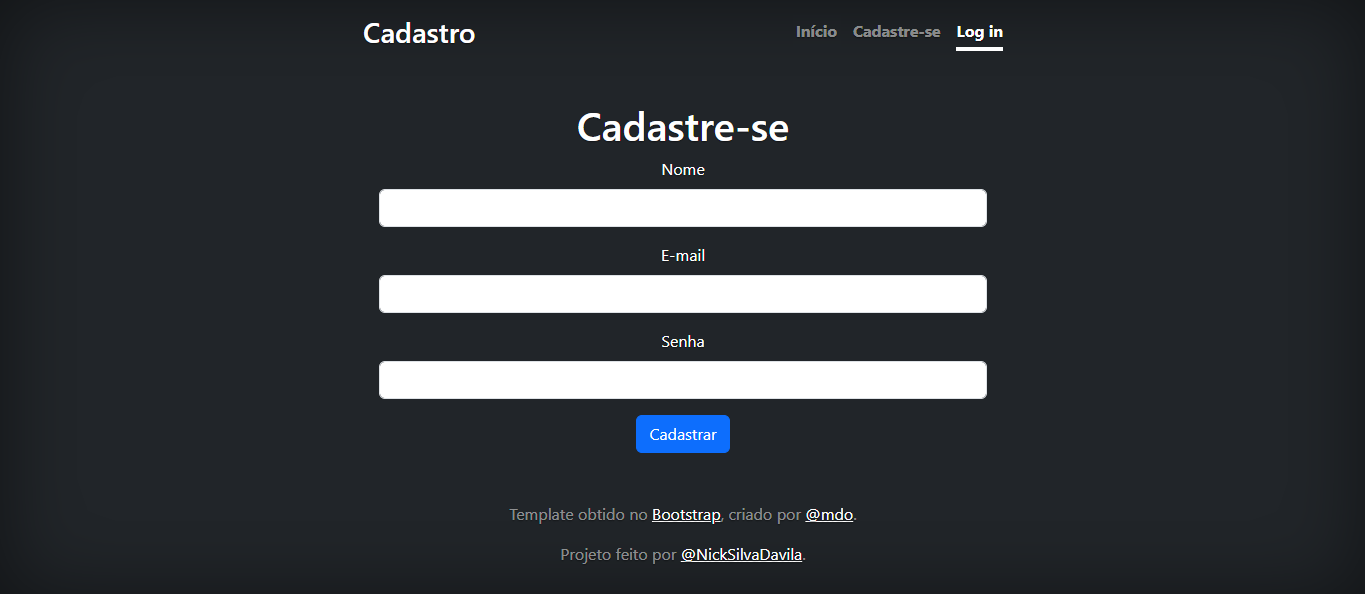 Cadastro
Início Cadastre-se Log in
Cadastre-se
Nome
E-mail
Senha
Cadastrar
Template obtido no Bootstrap, criado por @mdo.
Projeto feito por @NickSilvaDavila.